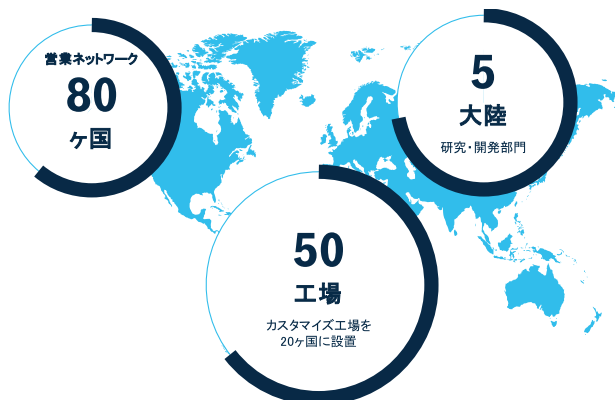 営業ネットワーク
80
ヶ国
5
大陸
研究・開発部門
50
工場
カスタマイズ工場を
20ヶ国に設置